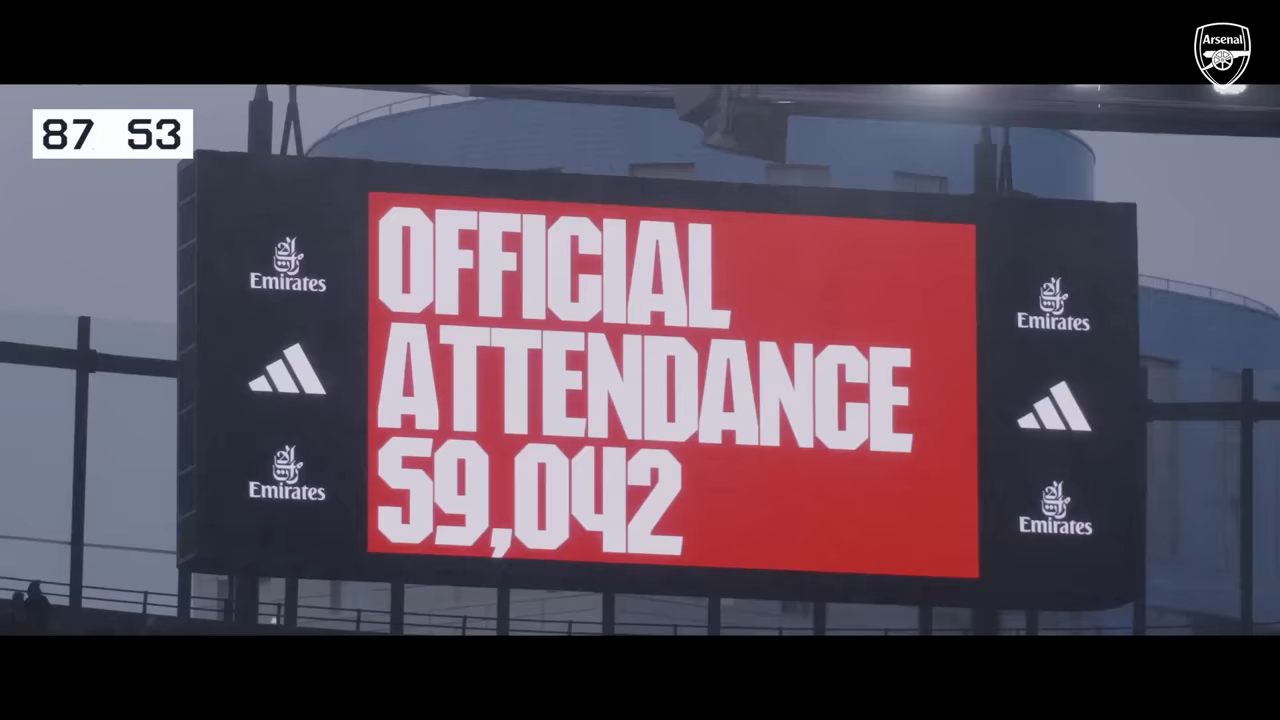 Arsenal
87 53
OFFICIAL
ATTENDANCE
59,042
Emirates
Emirates
Emirates
Emirates